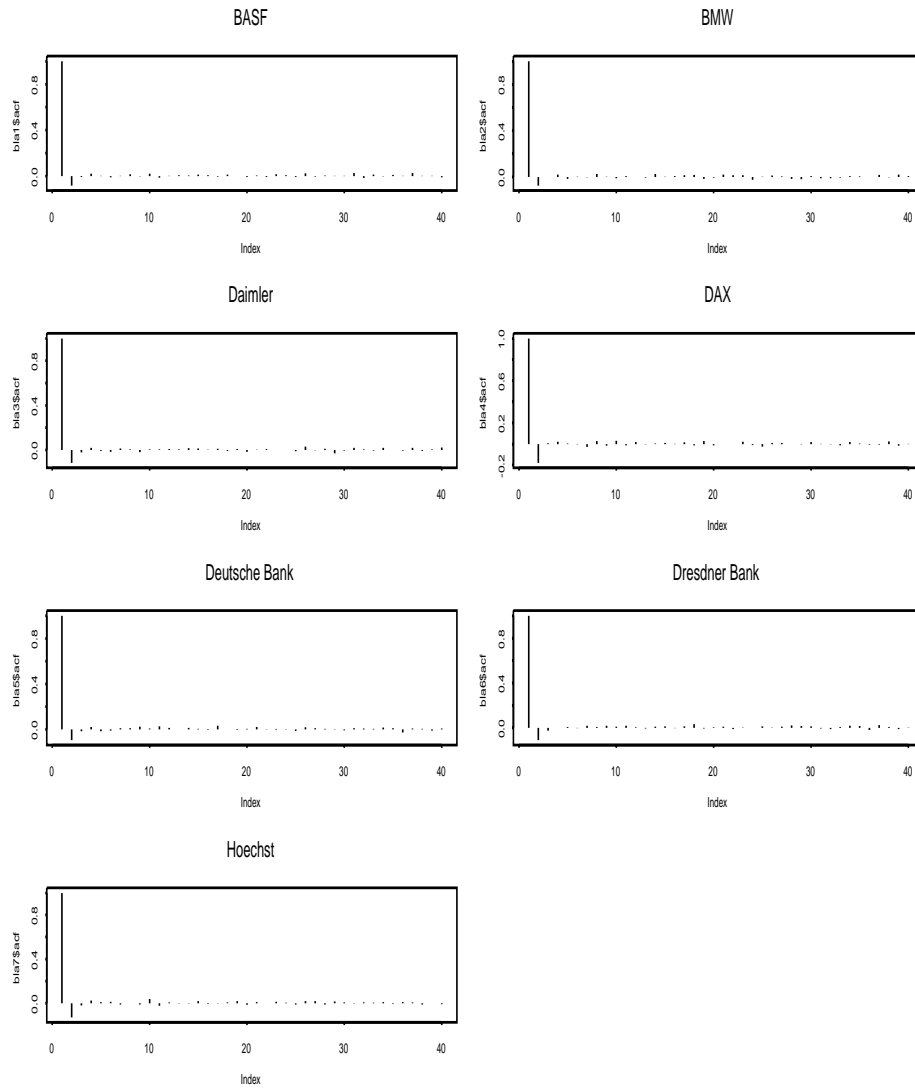 BASF
bla1$acf
0.8
0.4
0.0
0 10 20 30 40
Index
BMW
bla2$acf
0.8
0.4
0.0
0 10 20 30 40
Index
Daimler
bla3$acf
0.8
0.4
0.0
0 10 20 30 40
Index
DAX
bla4$acf
1.0
0.6
0.2
-0.2
0 10 20 30 40
Index
Deutsche Bank
bla5$acf
0.8
0.4
0.0
0 10 20 30 40
Index
Dresdner Bank
bla6$acf
0.8
0.4
0.0
0 10 20 30 40
Index
Hoechst
bla7$acf
0.8
0.4
0.0
0 10 20 30 40
Index